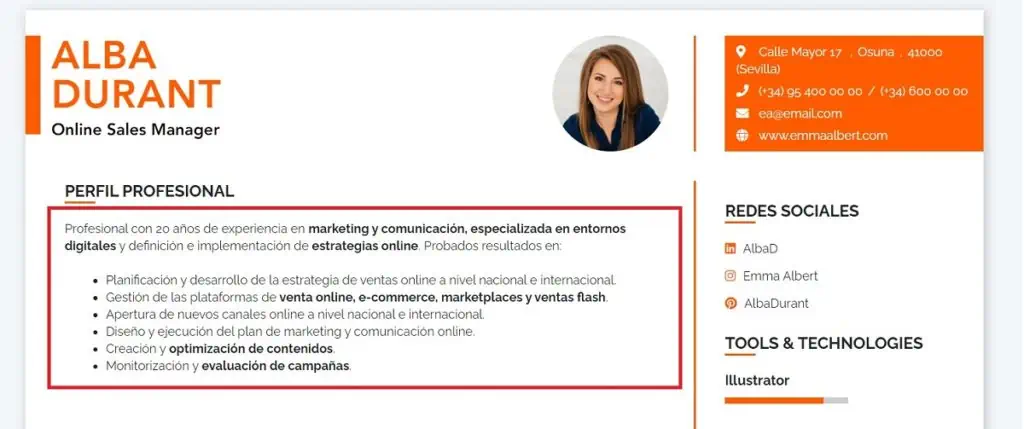 ALBA
DURANT
Online Sales Manager
Calle Mayor 17 , Osuna , 41000
(Sevilla)
(+34) 95 400 00 00 / (+34) 600 00 00
ea@email.com
www.emmaalbert.com
PERFIL PROFESIONAL
Profesional con 20 años de experiencia en marketing y comunicación, especializada en entornos
digitales y definición e implementación de estrategias online. Probados resultados en:
• Planificación y desarrollo de la estrategia de ventas online a nivel nacional e internacional.
• Gestión de las plataformas de venta online, e-commerce, marketplaces y ventas flash.
• Apertura de nuevos canales online a nivel nacional e internacional.
• Diseño y ejecución del plan de marketing y comunicación online.
• Creación y optimización de contenidos.
• Monitorización y evaluación de campañas.
REDES SOCIALES
AlbaD
Emma Albert
AlbaDurant
TOOLS & TECHNOLOGIES
Illustrator